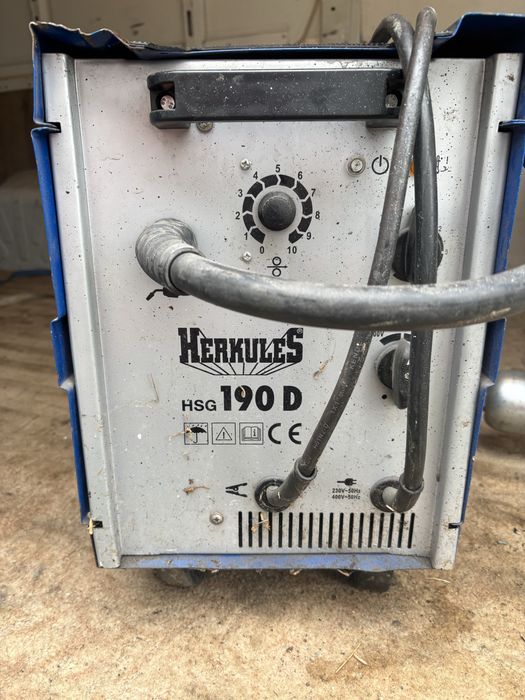 4 5 6
3 7
2 8
1 9
0 10
HERKULES®
HSG 190 D
CE
230V~50Hz
400V~50Hz